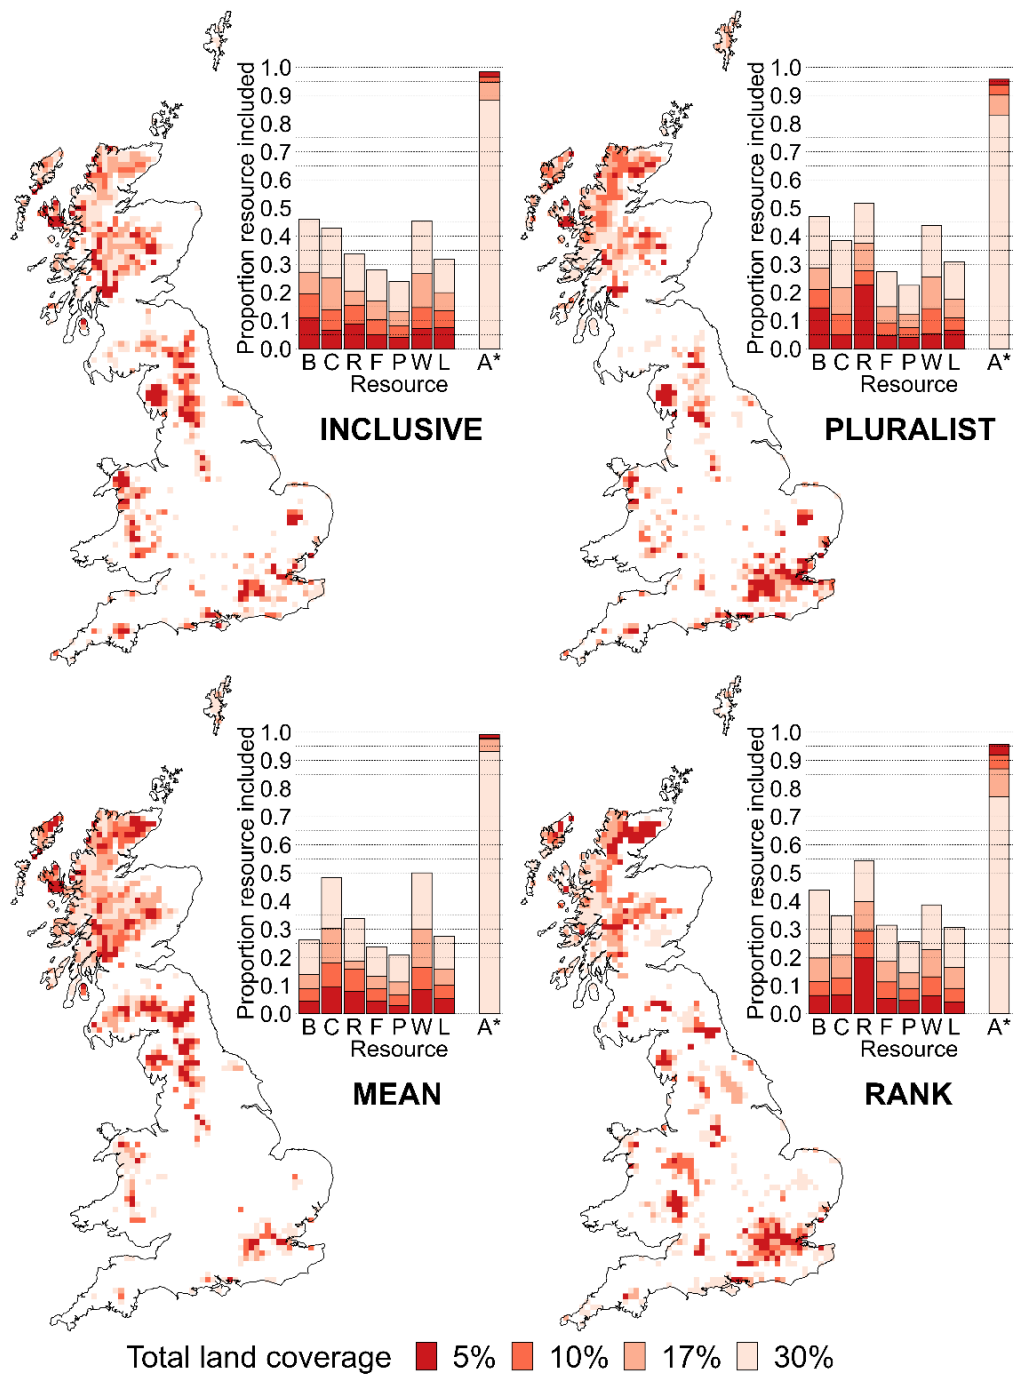 Proportion resource included
1.0
0.9
0.8
0.7
0.6
0.5
0.4
0.3
0.2
0.1
0.0
B C R F P W L A*
Resource
INCLUSIVE
Proportion resource included
1.0
0.9
0.8
0.7
0.6
0.5
0.4
0.3
0.2
0.1
0.0
B C R F P W L A*
Resource
PLURALIST
Proportion resource included
1.0
0.9
0.8
0.7
0.6
0.5
0.4
0.3
0.2
0.1
0.0
B C R F P W L A*
Resource
MEAN
Proportion resource included
1.0
0.9
0.8
0.7
0.6
0.5
0.4
0.3
0.2
0.1
0.0
B C R F P W L A*
Resource
RANK
Total land coverage 5% 10% 17% 30%